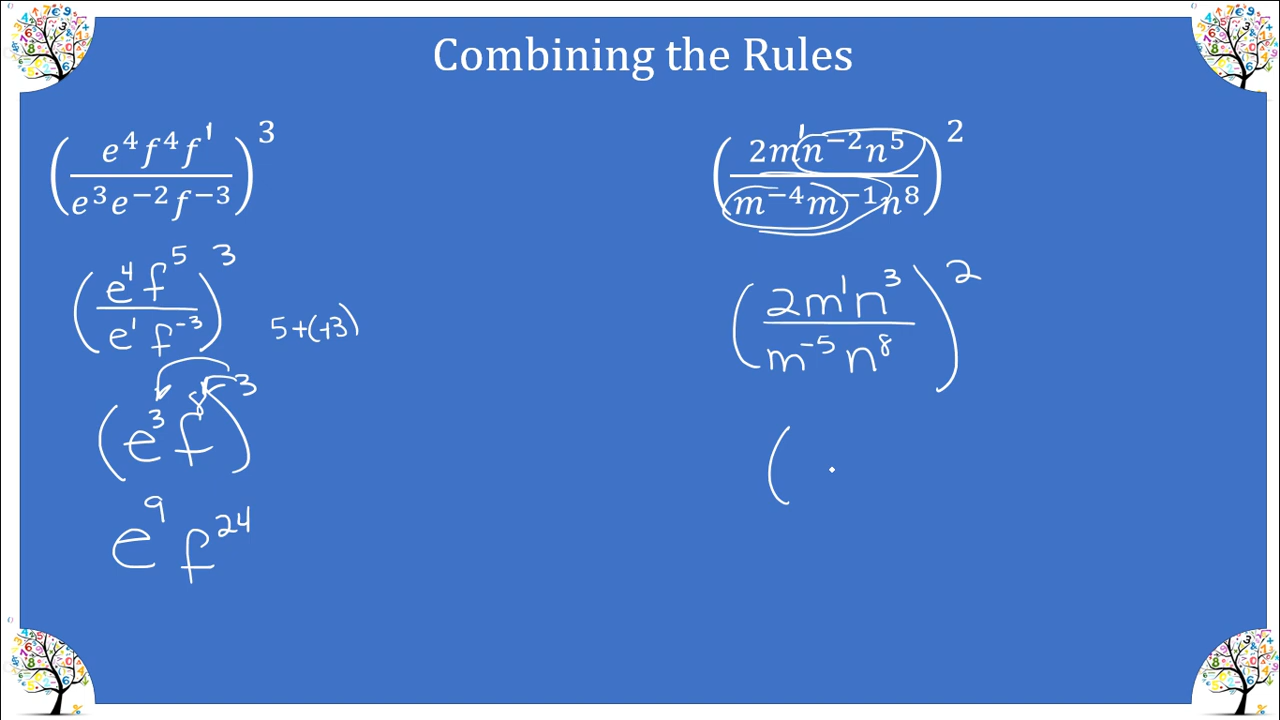 Combining the Rules
(e⁴f⁴f¹ / e³e⁻²f⁻³)³
(e⁴f⁵ / e¹f⁻³)³
5+(+3)
(e³f⁸)³
e⁹f²⁴
(2m¹n⁻²n⁵ / m⁻⁴m⁻¹n⁸)²
(2m¹n³ / m⁻⁵n⁸)²
(